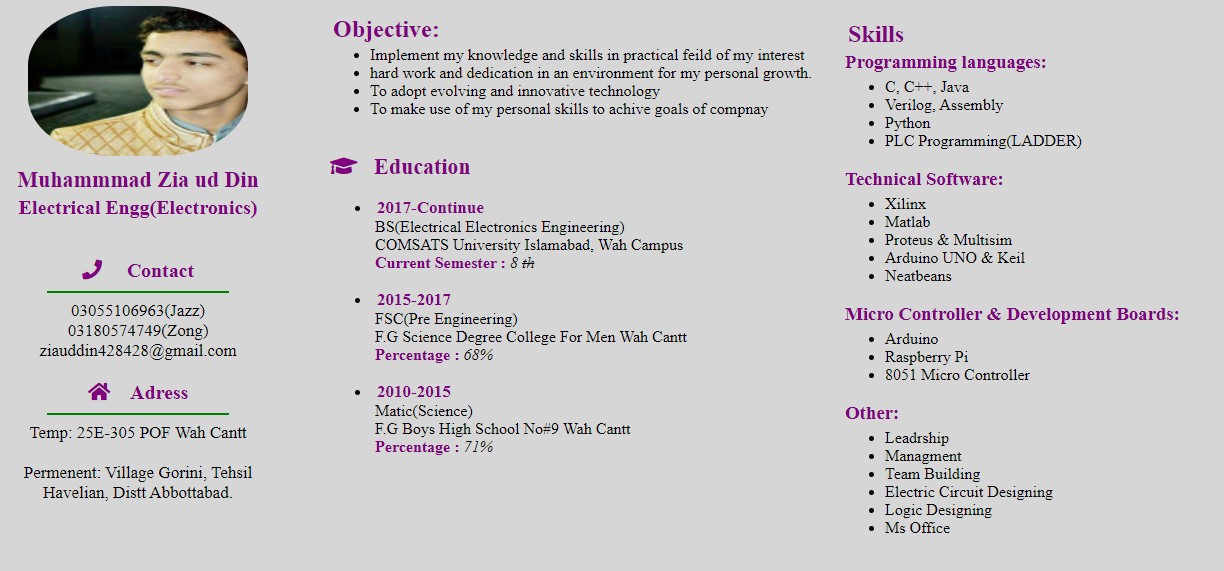 Muhammmad Zia ud Din
Electrical Engg(Electronics)
Contact
03055106963(Jazz)
03180574749(Zong)
ziauddin428428@gmail.com
Adress
Temp: 25E-305 POF Wah Cantt
Permenent: Village Gorini, Tehsil
Havelian, Distt Abbottabad.
Objective:
Implement my knowledge and skills in practical feild of my interest
hard work and dedication in an environment for my personal growth.
To adopt evolving and innovative technology
To make use of my personal skills to achive goals of compnay
Education
2017-Continue
BS(Electrical Electronics Engineering)
COMSATS University Islamabad, Wah Campus
Current Semester : 8 th
2015-2017
FSC(Pre Engineering)
F.G Science Degree College For Men Wah Cantt
Percentage : 68%
2010-2015
Matic(Science)
F.G Boys High School No#9 Wah Cantt
Percentage : 71%
Skills
Programming languages:
C, C++, Java
Verilog, Assembly
Python
PLC Programming(LADDER)
Technical Software:
Xilinx
Matlab
Proteus & Multisim
Arduino UNO & Keil
Neatbeans
Micro Controller & Development Boards:
Arduino
Raspberry Pi
8051 Micro Controller
Other:
Leadrship
Managment
Team Building
Electric Circuit Designing
Logic Designing
Ms Office